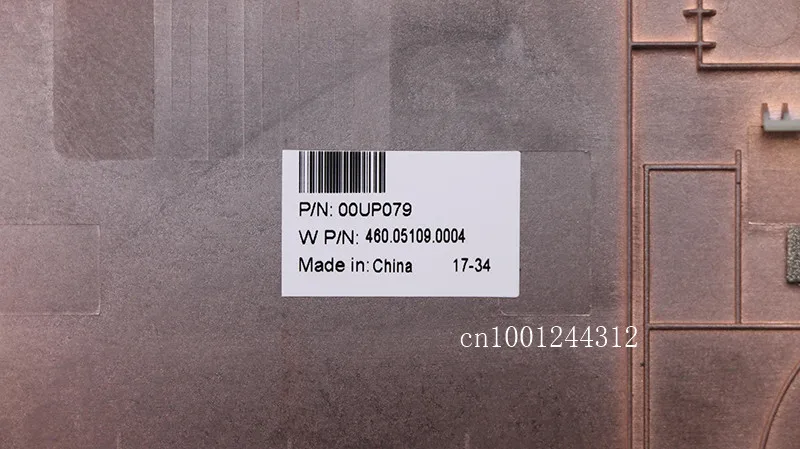 P/N: 00UP079
W P/N: 460.05109.0004
Made in: China 17-34
cn1001244312